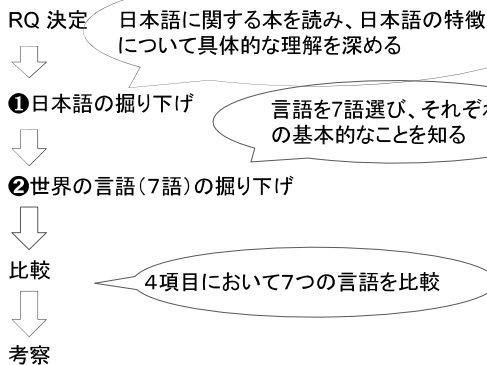 RQ 決定
日本語に関する本を読み、日本語の特徴
について具体的な理解を深める
❶日本語の掘り下げ
言語を7語選び、それぞれ
の基本的なことを知る
❷世界の言語(7語)の掘り下げ
比較
4項目において7つの言語を比較
考察